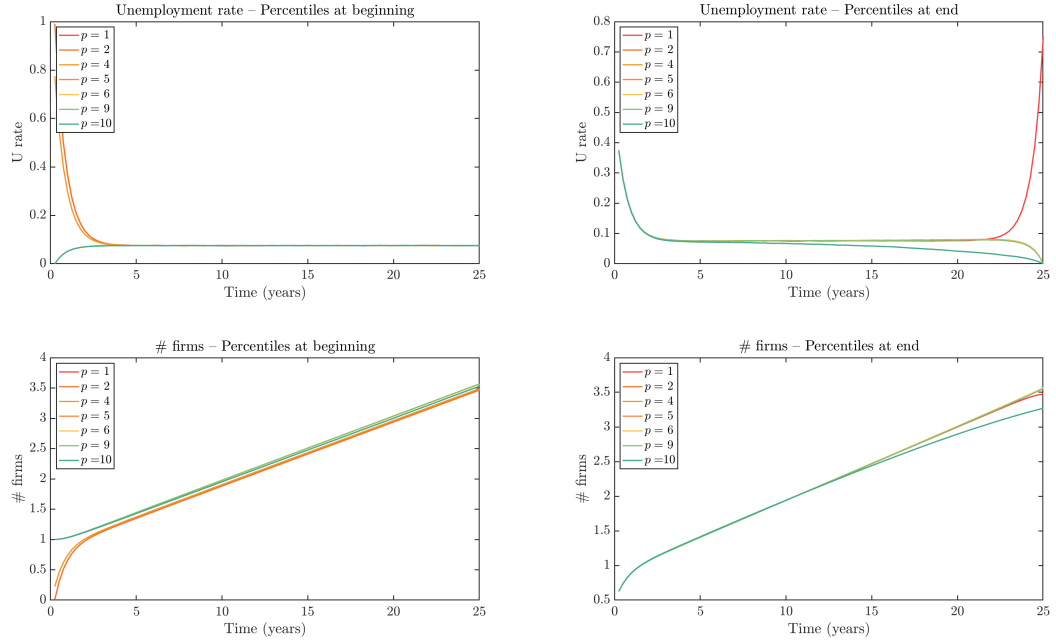 Unemployment rate – Percentiles at beginning
1
0.8
0.6
0.4
0.2
0
U rate
p = 1
p = 2
p = 4
p = 5
p = 6
p = 9
p =10
0 5 10 15 20 25
Time (years)
Unemployment rate – Percentiles at end
0.8
0.7
0.6
0.5
0.4
0.3
0.2
0.1
0
U rate
p = 1
p = 2
p = 4
p = 5
p = 6
p = 9
p =10
0 5 10 15 20 25
Time (years)
# firms – Percentiles at beginning
4
3.5
3
2.5
2
1.5
1
0.5
0
# firms
p = 1
p = 2
p = 4
p = 5
p = 6
p = 9
p =10
0 5 10 15 20 25
Time (years)
# firms – Percentiles at end
4
3.5
3
2.5
2
1.5
1
0.5
# firms
p = 1
p = 2
p = 4
p = 5
p = 6
p = 9
p =10
0 5 10 15 20 25
Time (years)